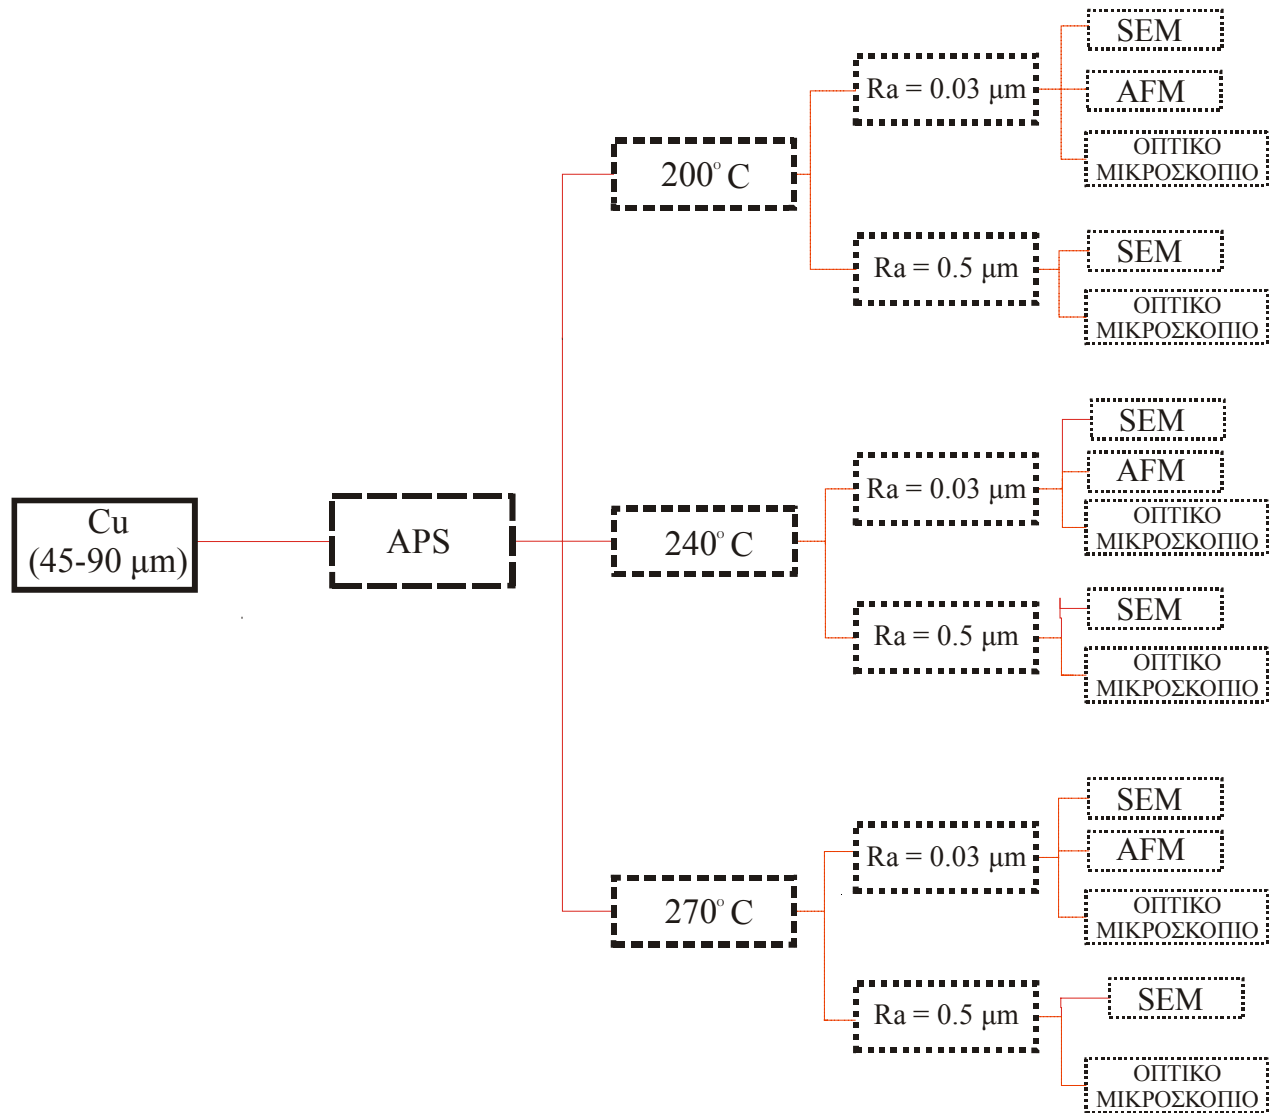 Cu
(45-90 μm)
APS
200° C
Ra = 0.03 μm
SEM
AFM
ΟΠΤΙΚΟ
ΜΙΚΡΟΣΚΟΠΙΟ
Ra = 0.5 μm
SEM
ΟΠΤΙΚΟ
ΜΙΚΡΟΣΚΟΠΙΟ
240° C
Ra = 0.03 μm
SEM
AFM
ΟΠΤΙΚΟ
ΜΙΚΡΟΣΚΟΠΙΟ
Ra = 0.5 μm
SEM
ΟΠΤΙΚΟ
ΜΙΚΡΟΣΚΟΠΙΟ
270° C
Ra = 0.03 μm
SEM
AFM
ΟΠΤΙΚΟ
ΜΙΚΡΟΣΚΟΠΙΟ
Ra = 0.5 μm
SEM
ΟΠΤΙΚΟ
ΜΙΚΡΟΣΚΟΠΙΟ